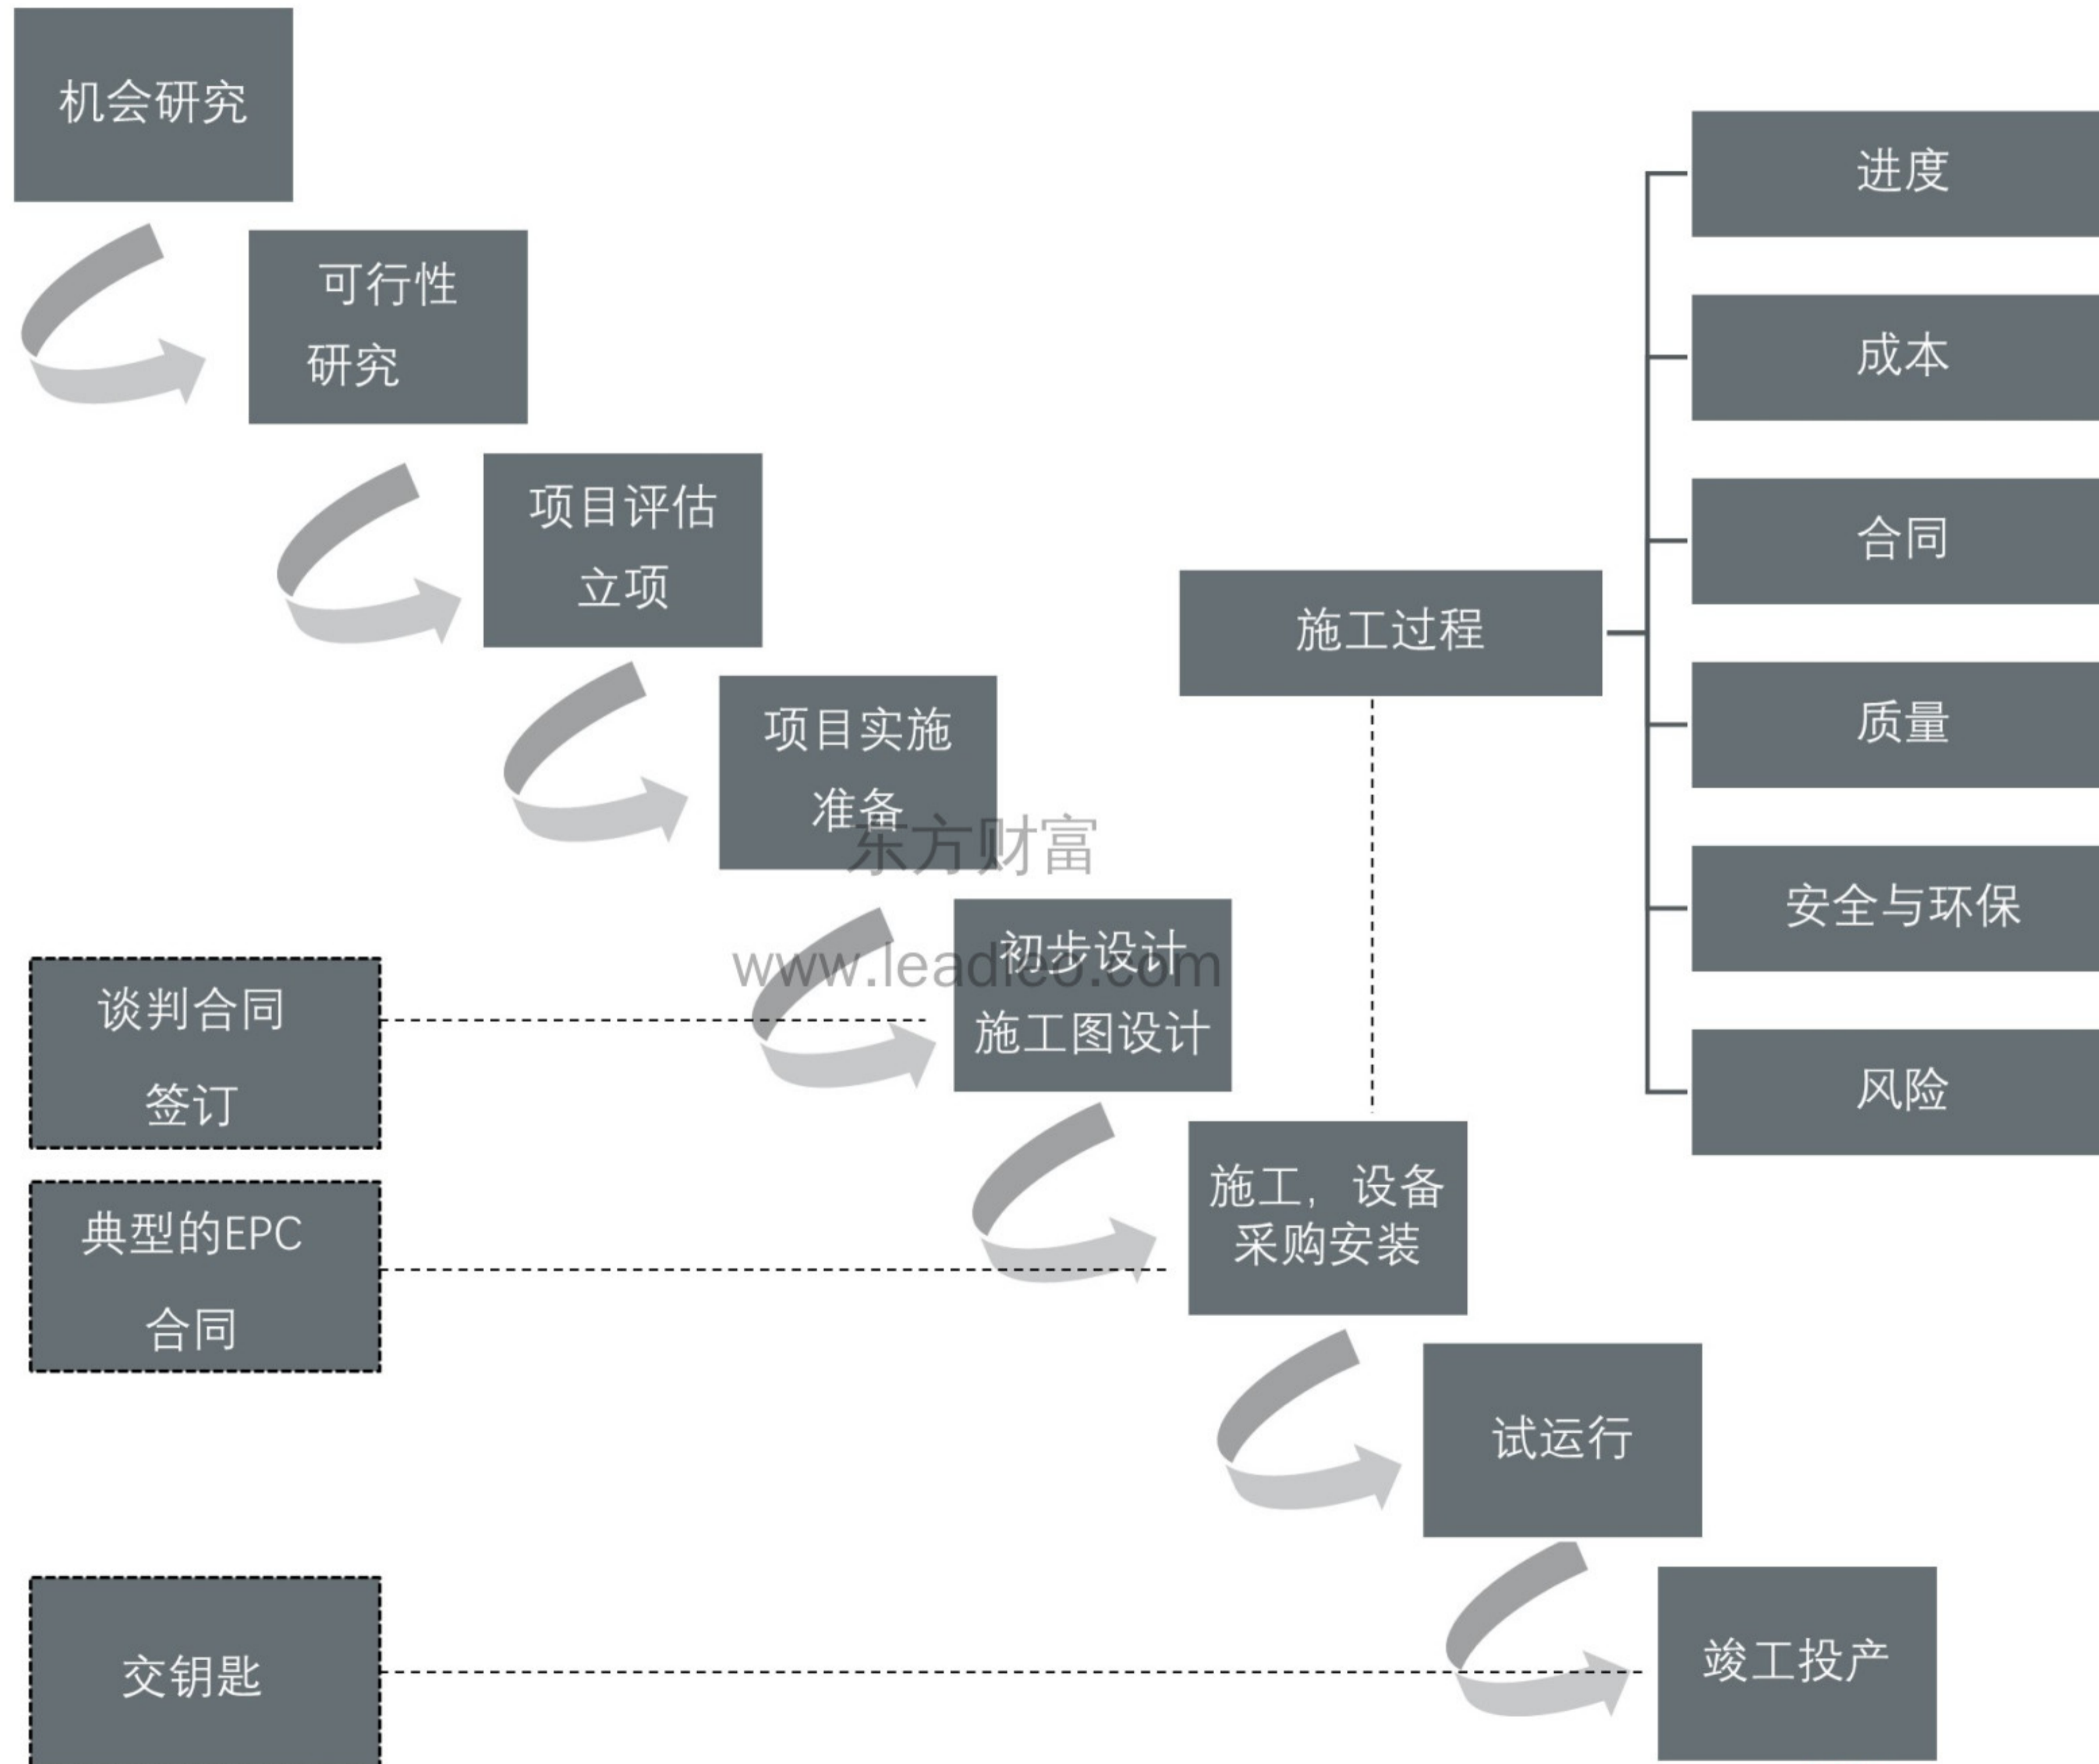 机会研究
可行性
研究
项目评估
立项
项目实施
准备
初步设计
施工图设计
施工，设备
采购安装
试运行
竣工投产
谈判合同
签订
典型的EPC
合同
交钥匙
施工过程
进度
成本
合同
质量
安全与环保
风险
东方财富
www.leadleo.com